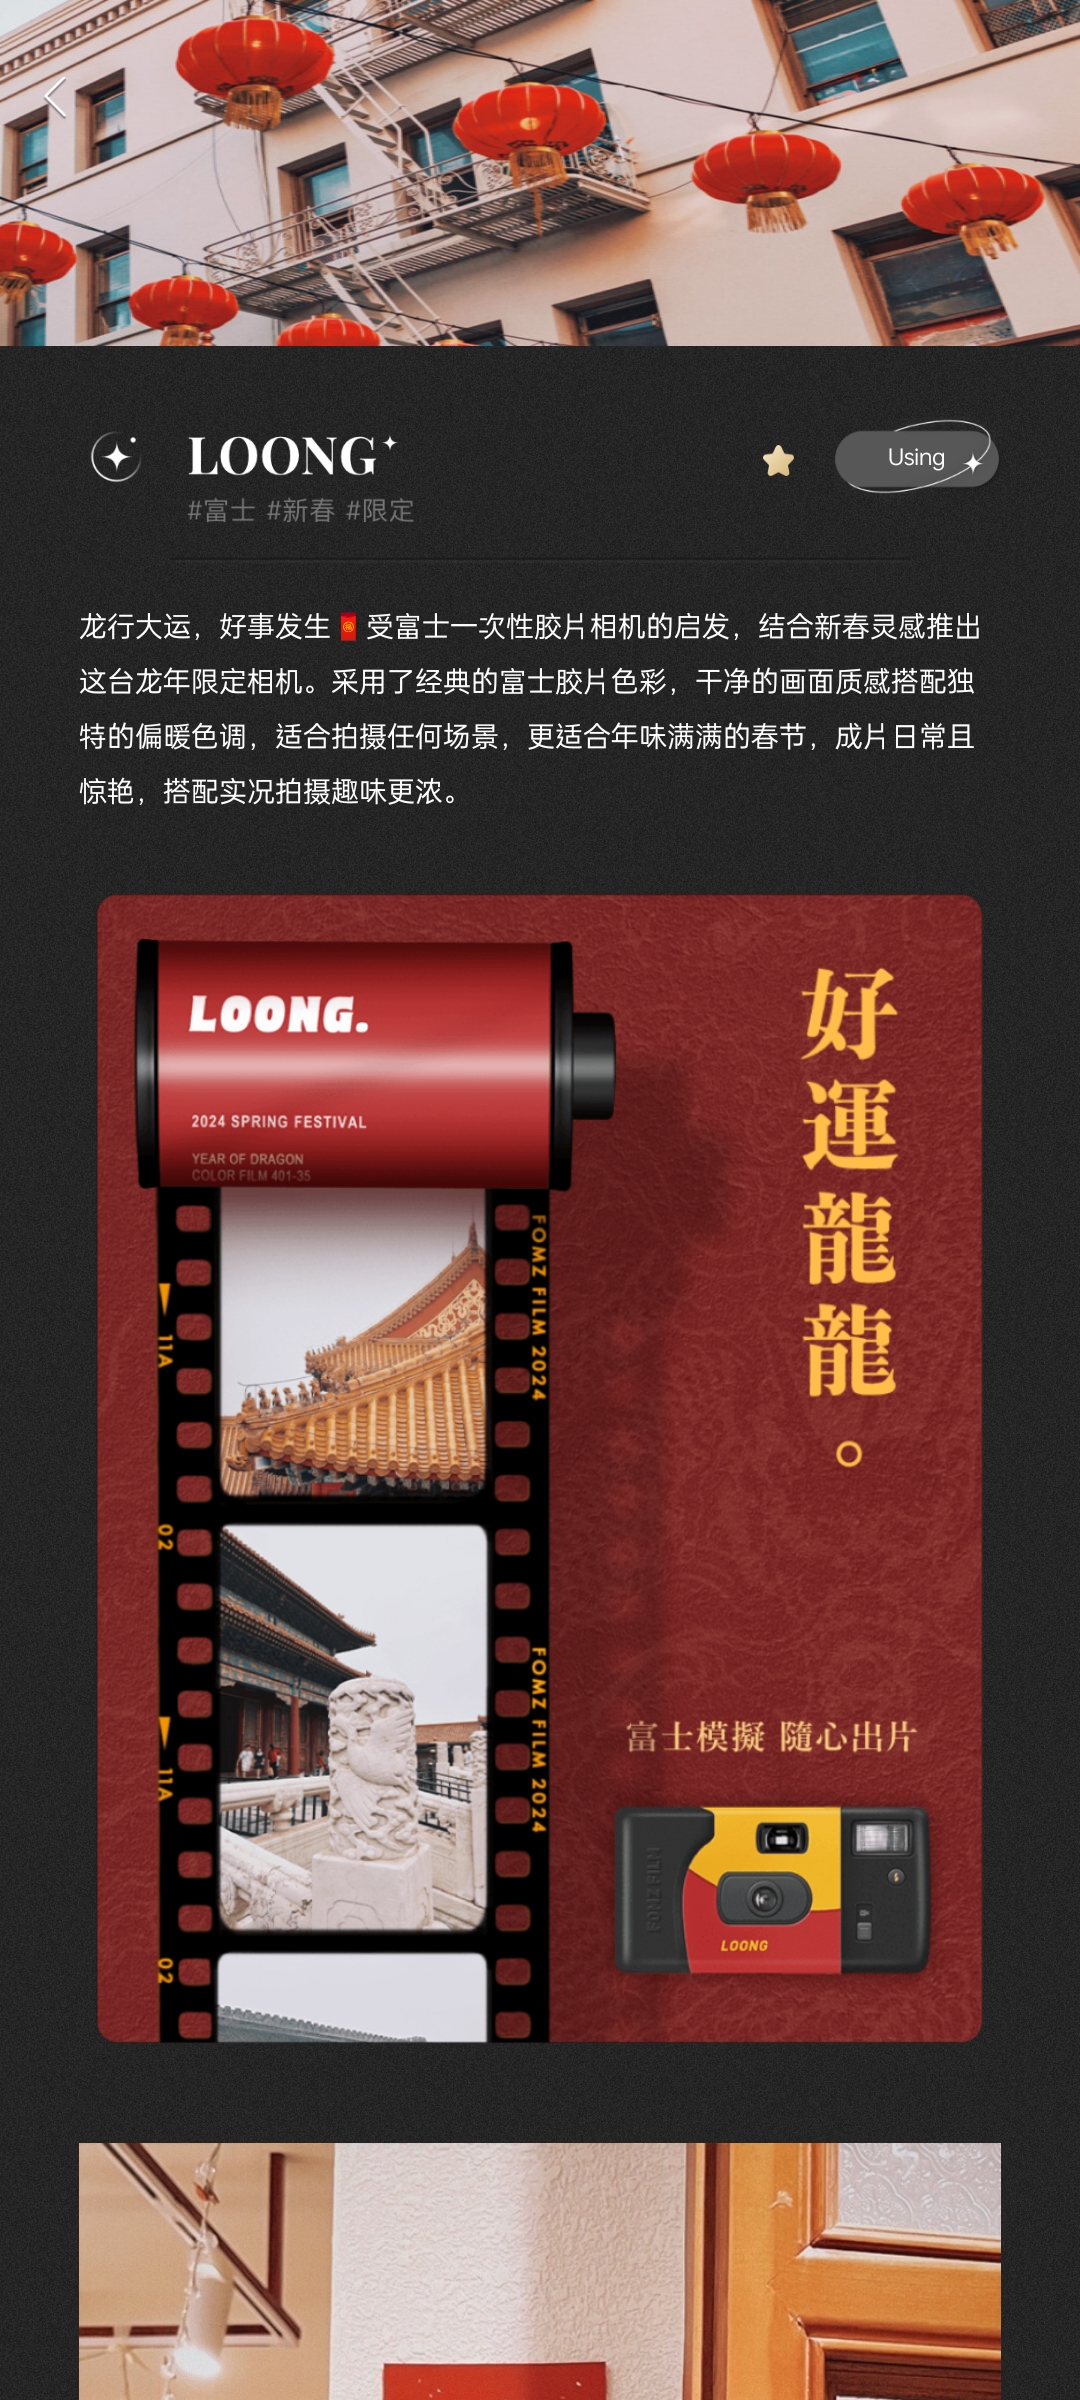 LOONG
Using
#富士 #新春 #限定
龙行大运，好事发生🧧受富士一次性胶片相机的启发，结合新春灵感推出
这台龙年限定相机。采用了经典的富士胶片色彩，干净的画面质感搭配独
特的偏暖色调，适合拍摄任何场景，更适合年味满满的春节，成片日常且
惊艳，搭配实况拍摄趣味更浓。
LOONG.
2024 SPRING FESTIVAL
YEAR OF DRAGON
COLOR FILM 401-35
好運龍龍。
FOMZ FILM 2024
11A
02
FOMZ FILM 2024
11A
02
富士模擬 隨心出片
FOMZ FILM
LOONG